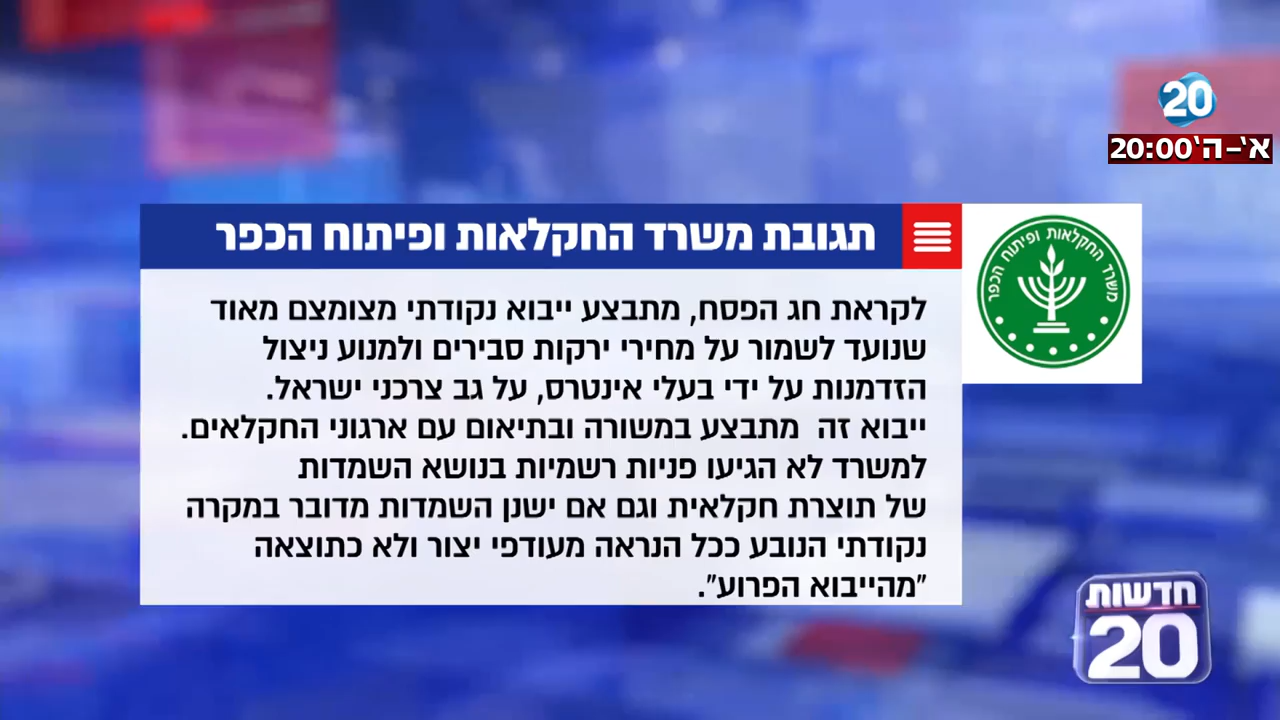 20
א'-ה' 20:00
תגובת משרד החקלאות ופיתוח הכפר
משרד החקלאות ופיתוח הכפר
לקראת חג הפסח, מתבצע ייבוא נקודתי מצומצם מאוד
שנועד לשמור על מחירי ירקות סבירים ולמנוע ניצול
הזדמנות על ידי בעלי אינטרס, על גב צרכני ישראל.
ייבוא זה  מתבצע במשורה ובתיאום עם ארגוני החקלאים.
למשרד לא הגיעו פניות רשמיות בנושא השמדות
של תוצרת חקלאית וגם אם ישנן השמדות מדובר במקרה
נקודתי הנובע ככל הנראה מעודפי יצור ולא כתוצאה
"מהייבוא הפרוע".
חדשות
20